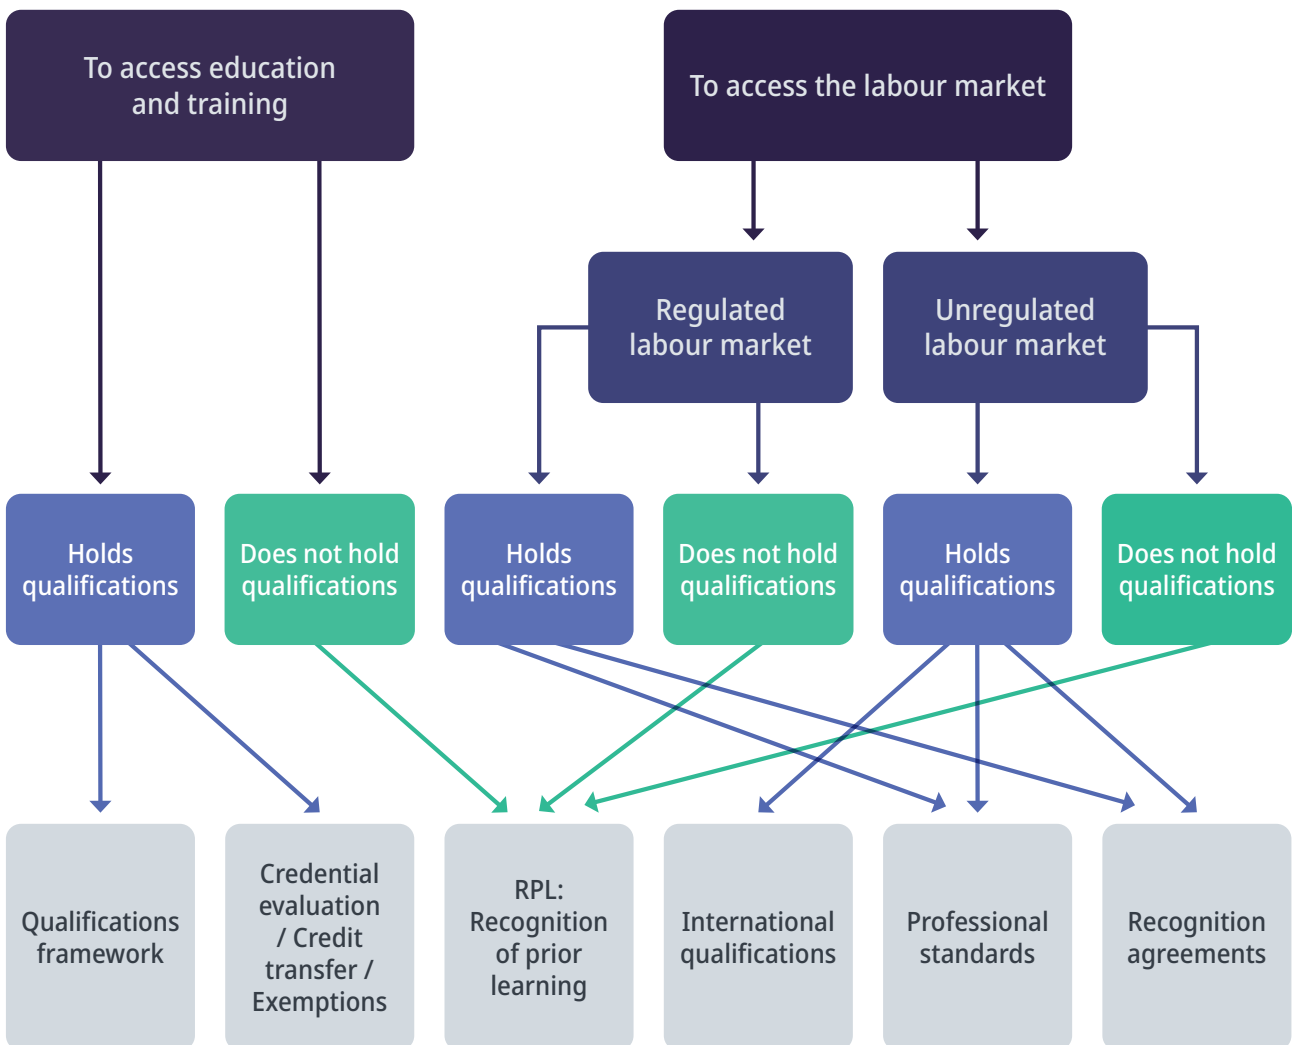 To access education
and training
To access the labour market
Regulated
labour market
Unregulated
labour market
Holds
qualifications
Does not hold
qualifications
Holds
qualifications
Does not hold
qualifications
Holds
qualifications
Does not hold
qualifications
Qualifications
framework
Credential
evaluation
/ Credit
transfer /
Exemptions
RPL:
Recognition
of prior
learning
International
qualifications
Professional
standards
Recognition
agreements